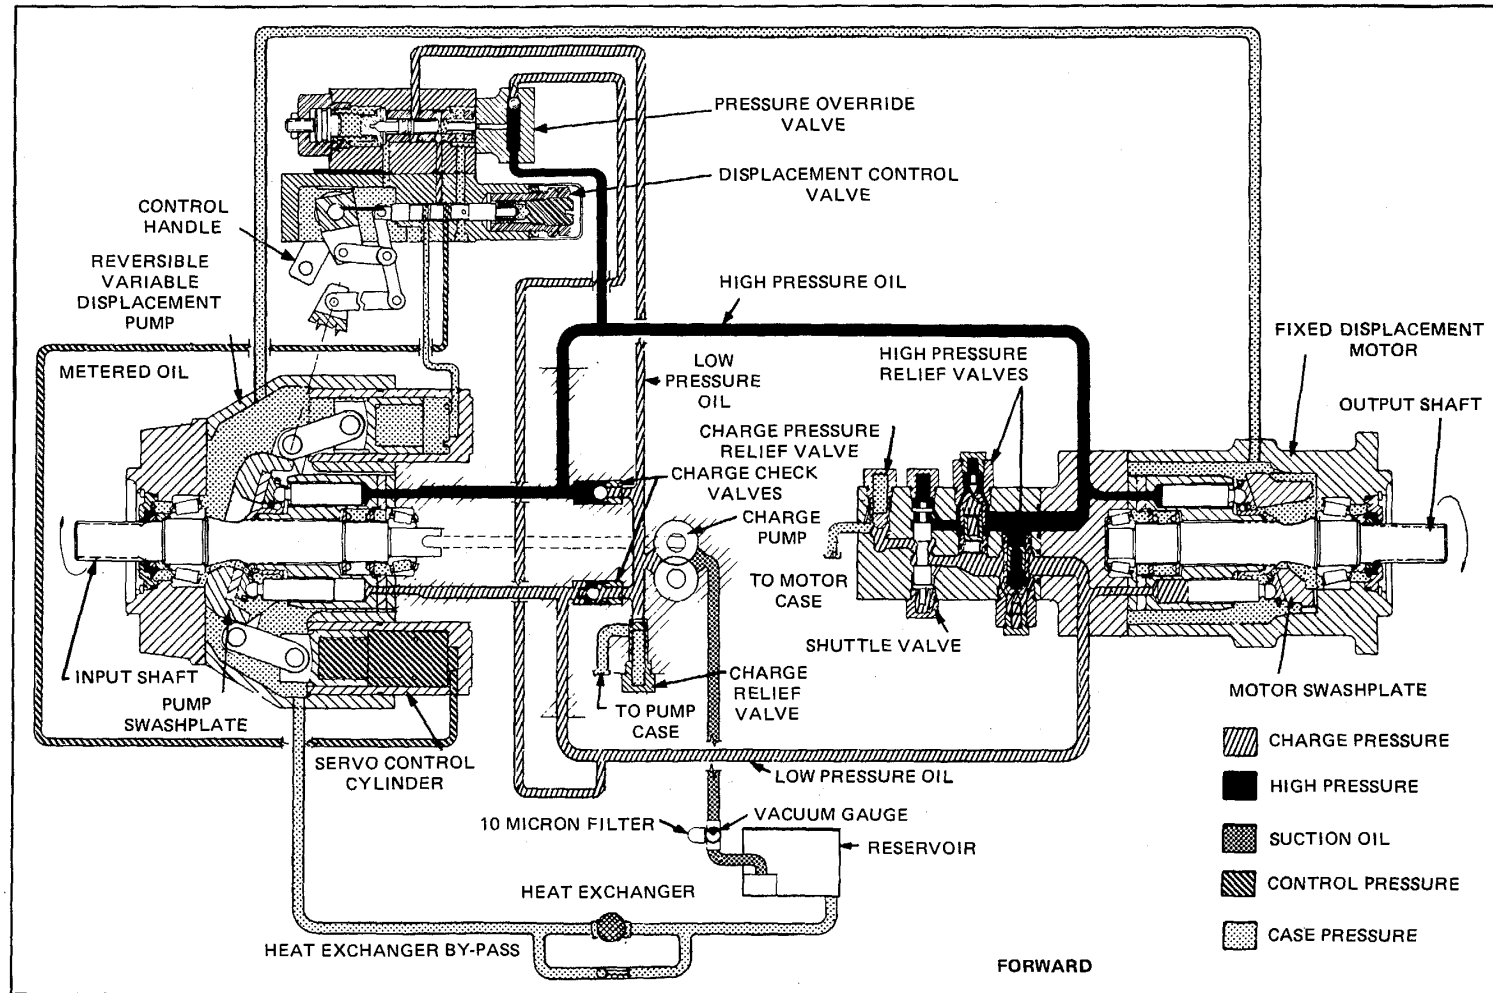 PRESSURE OVERRIDE
VALVE
DISPLACEMENT CONTROL
VALVE
CONTROL
HANDLE
REVERSIBLE
VARIABLE
DISPLACEMENT
PUMP
HIGH PRESSURE OIL
FIXED DISPLACEMENT
MOTOR
METERED OIL
LOW
PRESSURE
OIL
HIGH PRESSURE
RELIEF VALVES
OUTPUT SHAFT
CHARGE PRESSURE
RELIEF VALVE
CHARGE CHECK
VALVES
CHARGE
PUMP
TO MOTOR
CASE
SHUTTLE VALVE
INPUT SHAFT
PUMP
SWASHPLATE
CHARGE
RELIEF
VALVE
TO PUMP
CASE
MOTOR SWASHPLATE
SERVO CONTROL
CYLINDER
LOW PRESSURE OIL
10 MICRON FILTER
VACUUM GAUGE
RESERVOIR
HEAT EXCHANGER
HEAT EXCHANGER BY-PASS
CHARGE PRESSURE
HIGH PRESSURE
SUCTION OIL
CONTROL PRESSURE
CASE PRESSURE
FORWARD